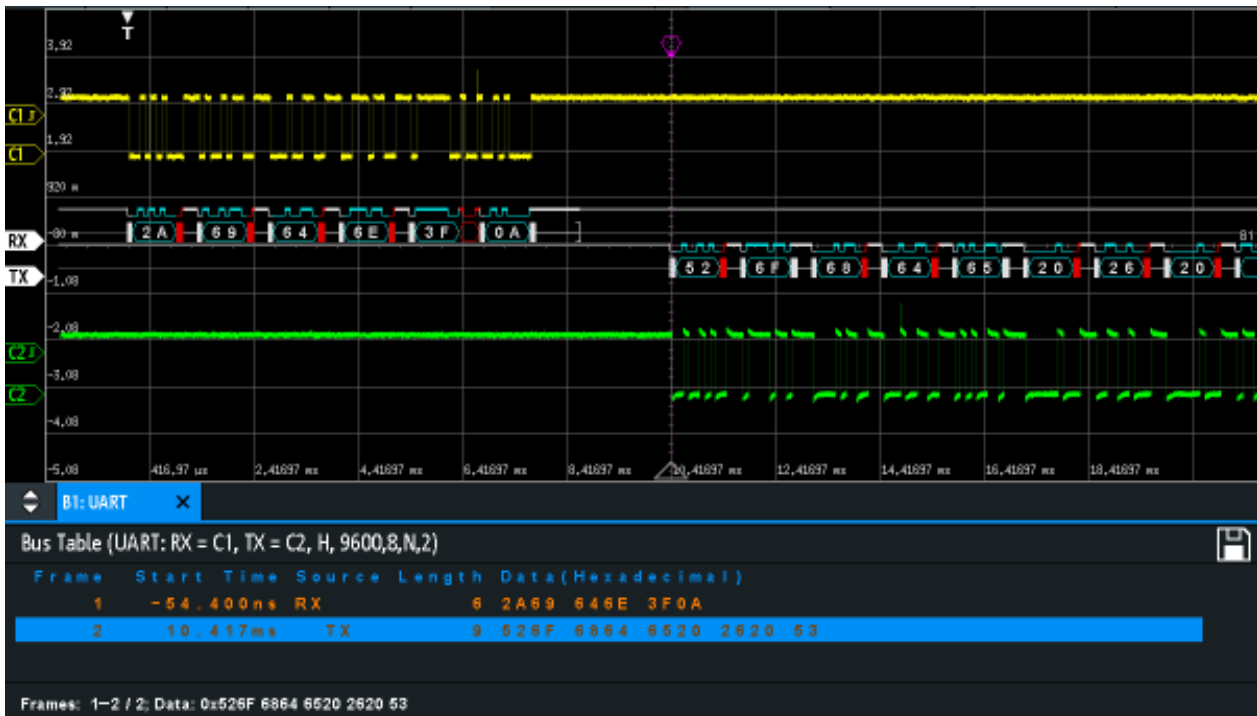 T
3,92
2,92
C1
1,92
C1
920 m
2A 69 64 6E 3F 0A
RX
-80 m
B1
52 6F 68 64 65 20 26 20
TX
-1,08
-2,08
C2
-3,08
C2
-4,08
-5,08 416,97 µs 2,41697 ms 4,41697 ms 6,41697 ms 8,41697 ms 10,41697 ms 12,41697 ms 14,41697 ms 16,41697 ms 18,41697 ms
B1: UART ×
Bus Table (UART: RX = C1, TX = C2, H, 9600,8,N,2)
Frame Start Time Source Length Data(Hexadecimal)
1 -54.400ns RX 6 2A69 646E 3F0A
2 10.417ms TX 9 526F 6864 6520 2620 53
Frames: 1-2 / 2; Data: 0x526F 6864 6520 2620 53